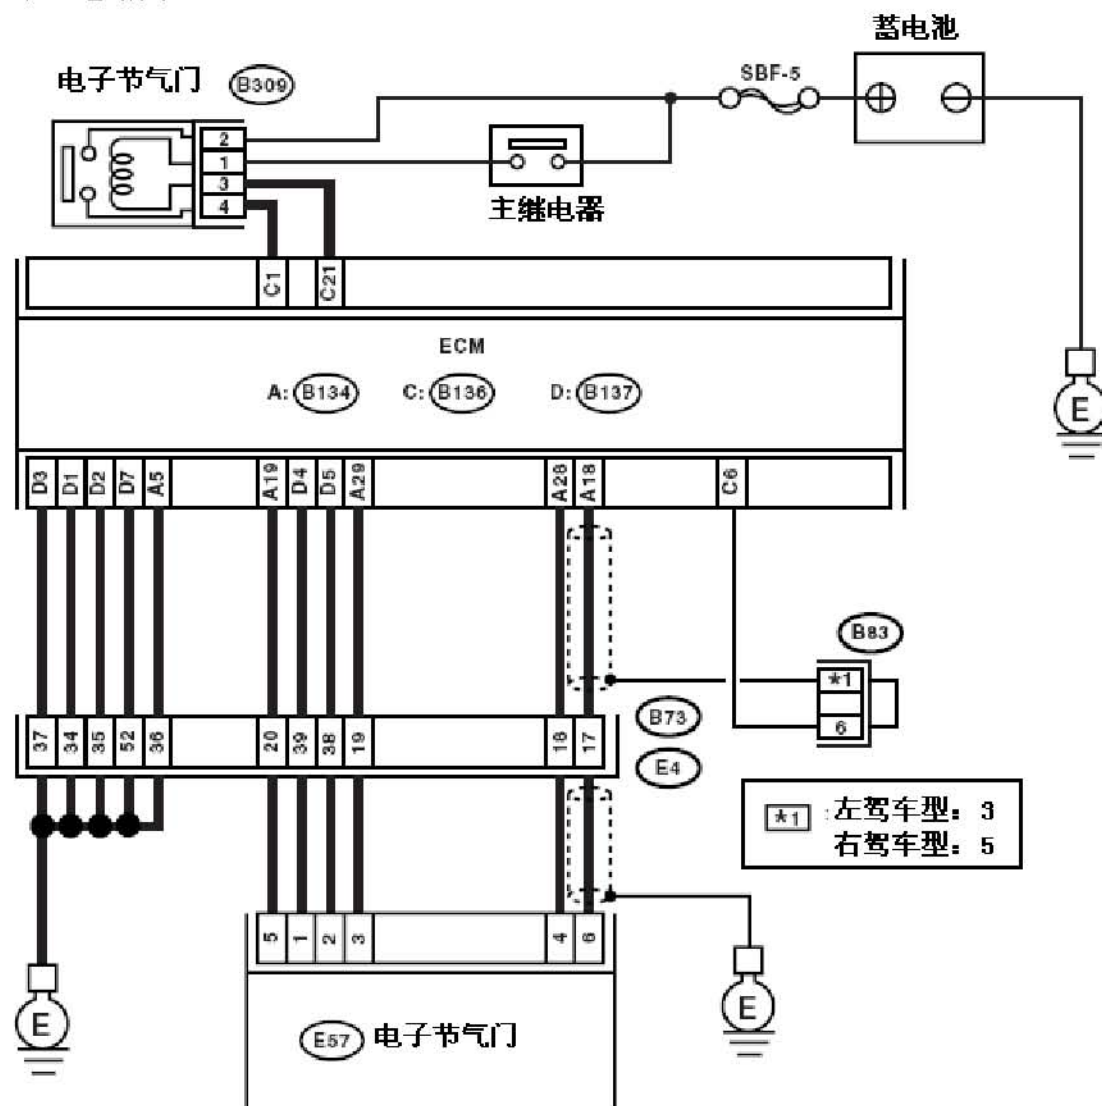 蓄电池
SBF-5
电子节气门 B309
2
1
3
4
主继电器
C1 C21
ECM
A: B134 C: B136 D: B137
D3 D1 D2 D7 A5 A19 D4 D5 A29 A28 A18 C6
E
B83
*1
6
37 34 35 52 36 20 39 38 19 18 17
B73
E4
*1 :左驾车型：3
右驾车型：5
5 1 2 3 4 6
E
E
E57 电子节气门